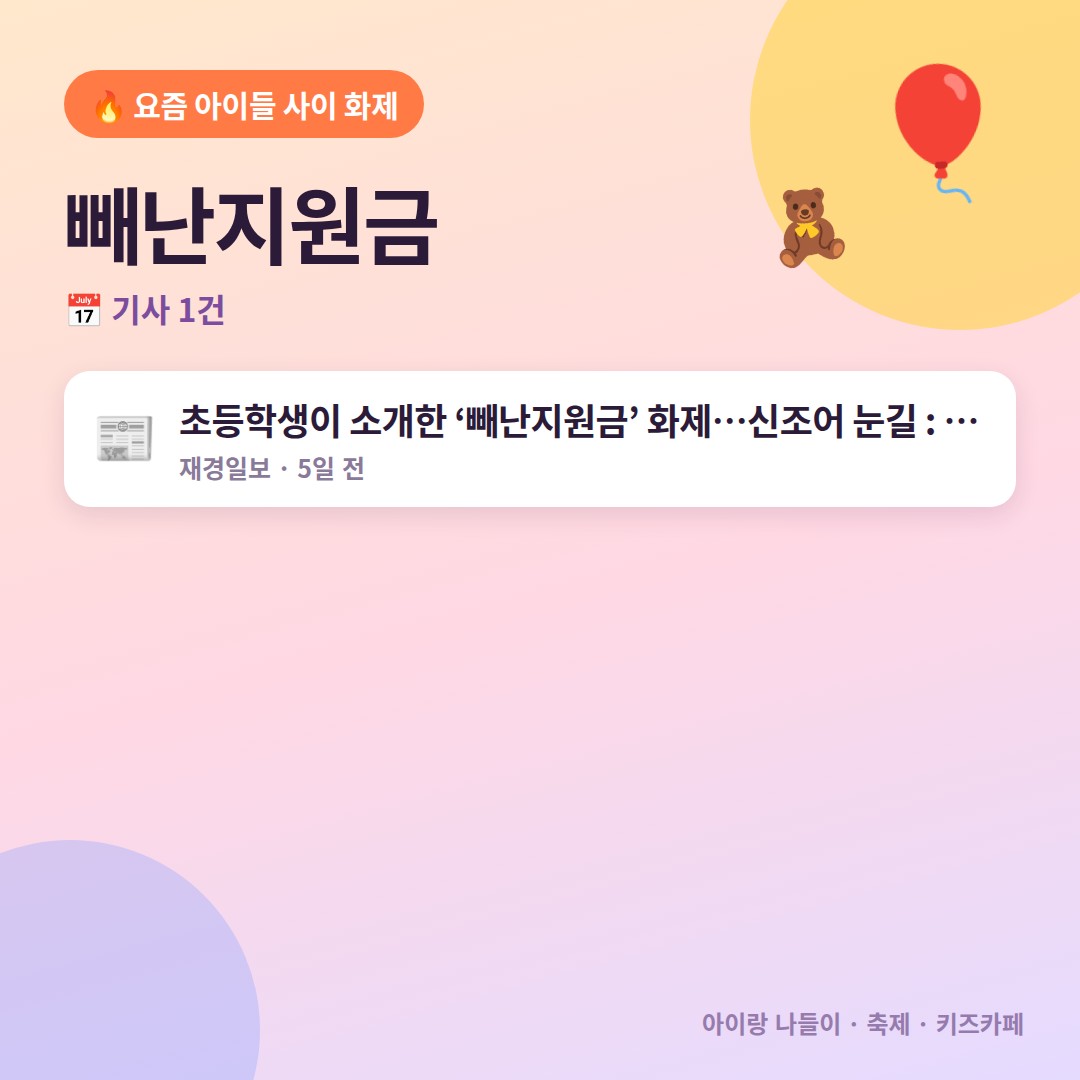 🔥 요즘 아이들 사이 화제
빼난지원금
📅 기사 1건
초등학생이 소개한 ‘빼난지원금’ 화제…신조어 눈길 : …
재경일보 · 5일 전
아이랑 나들이 · 축제 · 키즈카페